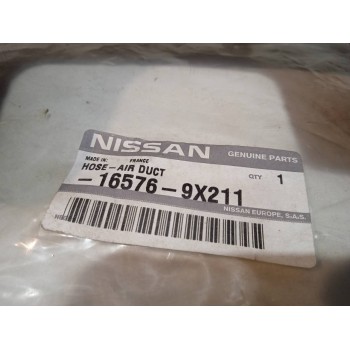 NISSAN GENUINE PARTS
MADE IN: FRANCE
HOSE-AIR DUCT QTY 1
-16576-9X211
NISSAN EUROPE, S.A.S.